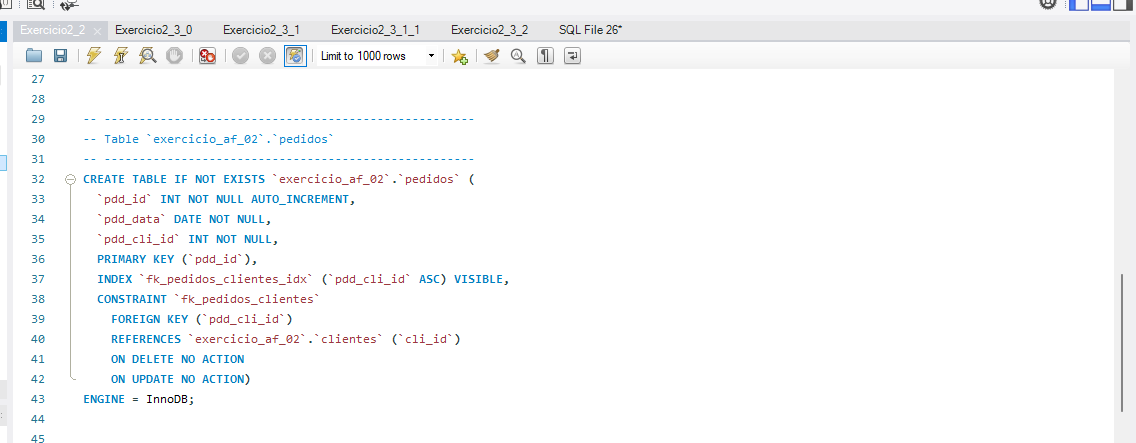 Exercicio2_2 Exercicio2_3_0 Exercicio2_3_1 Exercicio2_3_1_1 Exercicio2_3_2 SQL File 26*
Limit to 1000 rows
27
28
29 -- -----------------------------------------------------
30 -- Table `exercicio_af_02`.`pedidos`
31 -- -----------------------------------------------------
32 CREATE TABLE IF NOT EXISTS `exercicio_af_02`.`pedidos` (
33 `pdd_id` INT NOT NULL AUTO_INCREMENT,
34 `pdd_data` DATE NOT NULL,
35 `pdd_cli_id` INT NOT NULL,
36 PRIMARY KEY (`pdd_id`),
37 INDEX `fk_pedidos_clientes_idx` (`pdd_cli_id` ASC) VISIBLE,
38 CONSTRAINT `fk_pedidos_clientes`
39 FOREIGN KEY (`pdd_cli_id`)
40 REFERENCES `exercicio_af_02`.`clientes` (`cli_id`)
41 ON DELETE NO ACTION
42 ON UPDATE NO ACTION)
43 ENGINE = InnoDB;
44
45